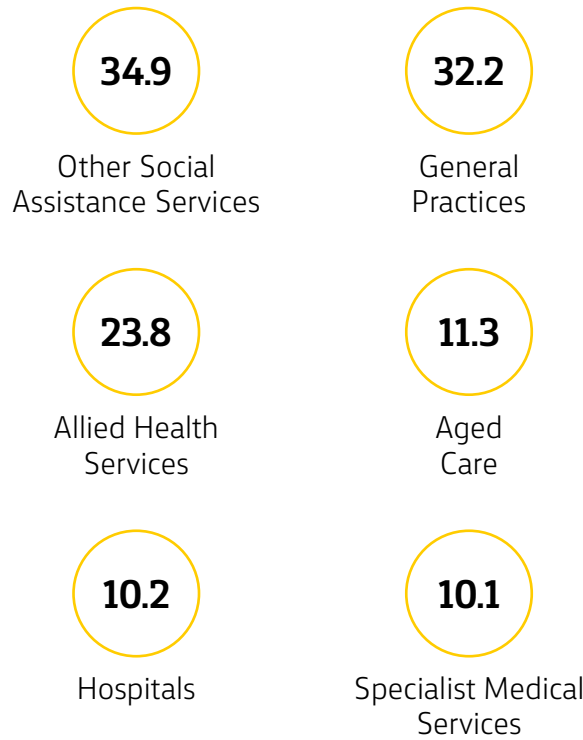 34.9
Other Social
Assistance Services
32.2
General
Practices
23.8
Allied Health
Services
11.3
Aged
Care
10.2
Hospitals
10.1
Specialist Medical
Services